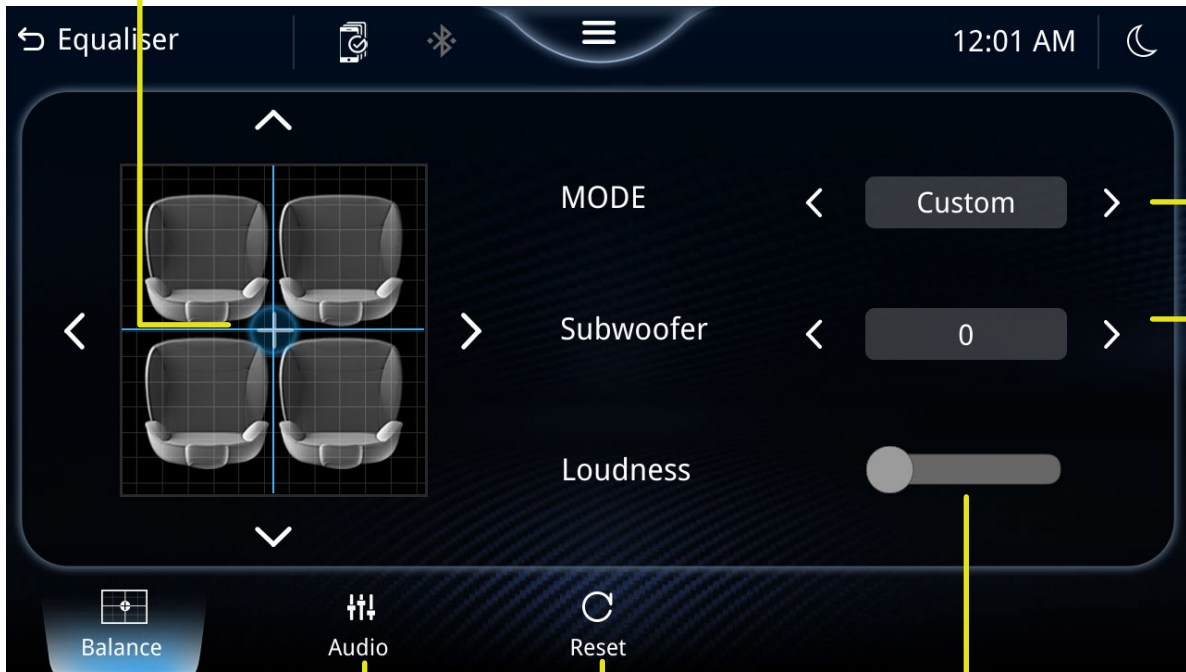 Equaliser
12:01 AM
MODE
Custom
Subwoofer
0
Loudness
Balance
Audio
Reset